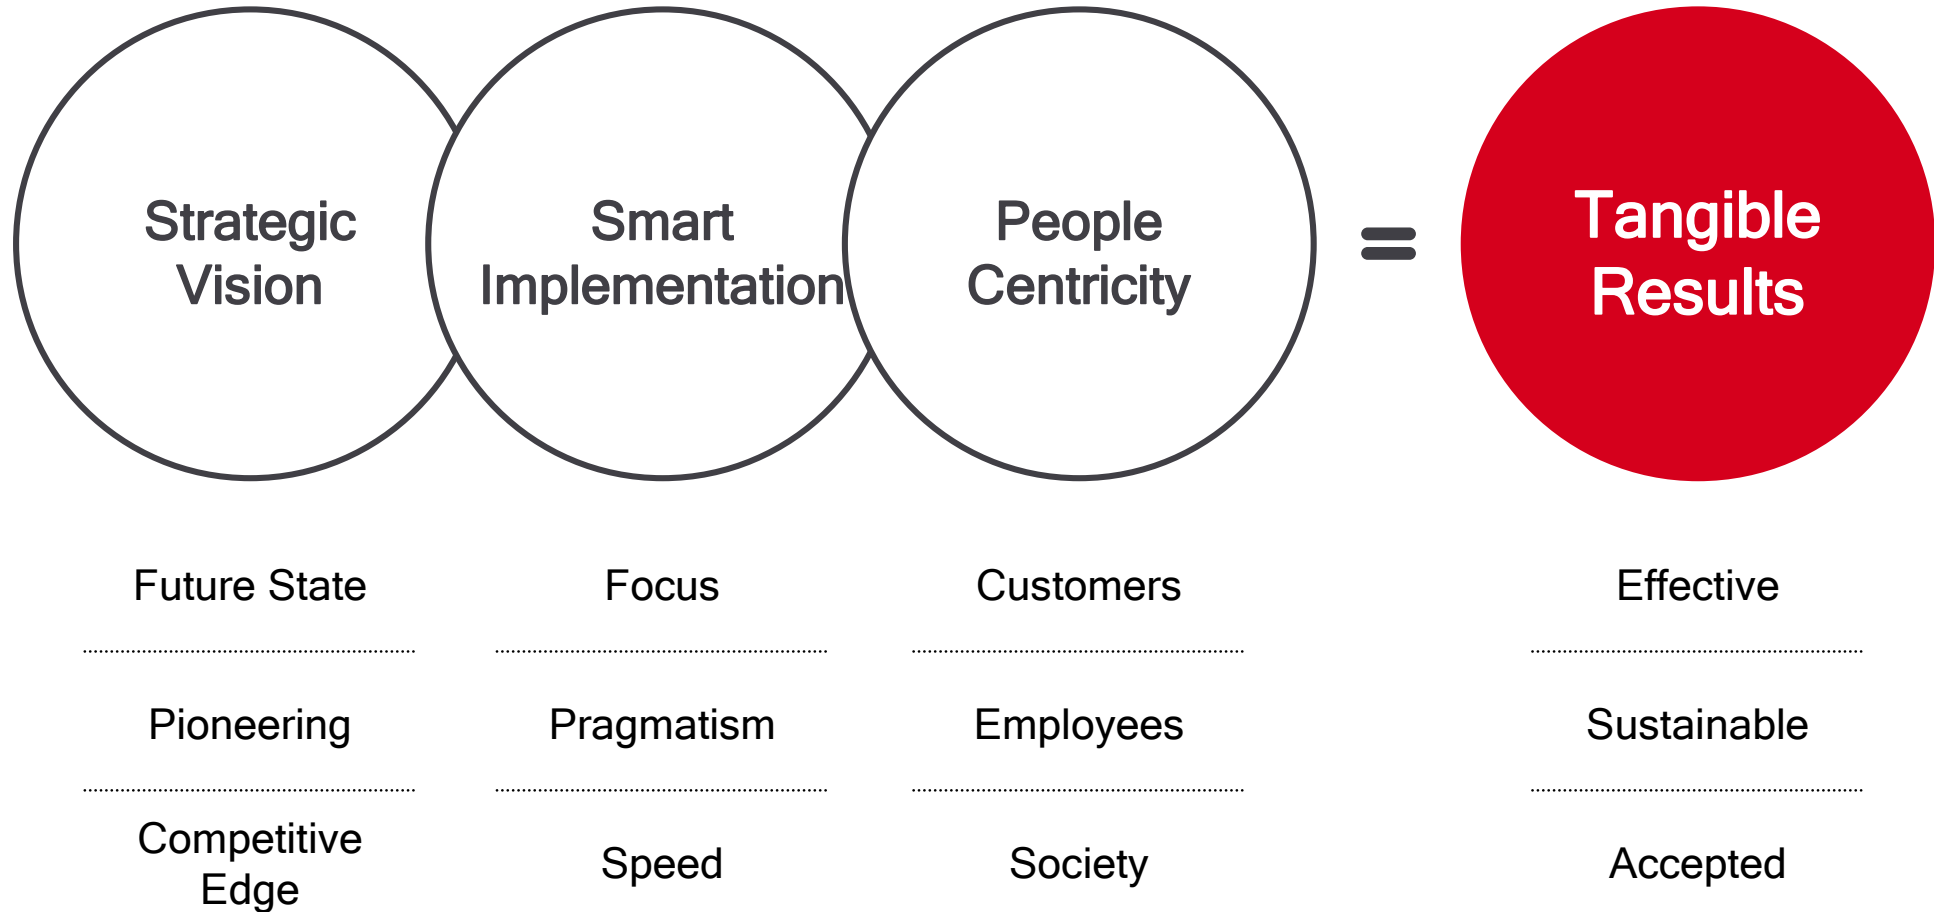 Strategic
Vision
Smart
Implementation
People
Centricity
=
Tangible
Results
Future State
Focus
Customers
Effective
Pioneering
Pragmatism
Employees
Sustainable
Competitive
Edge
Speed
Society
Accepted